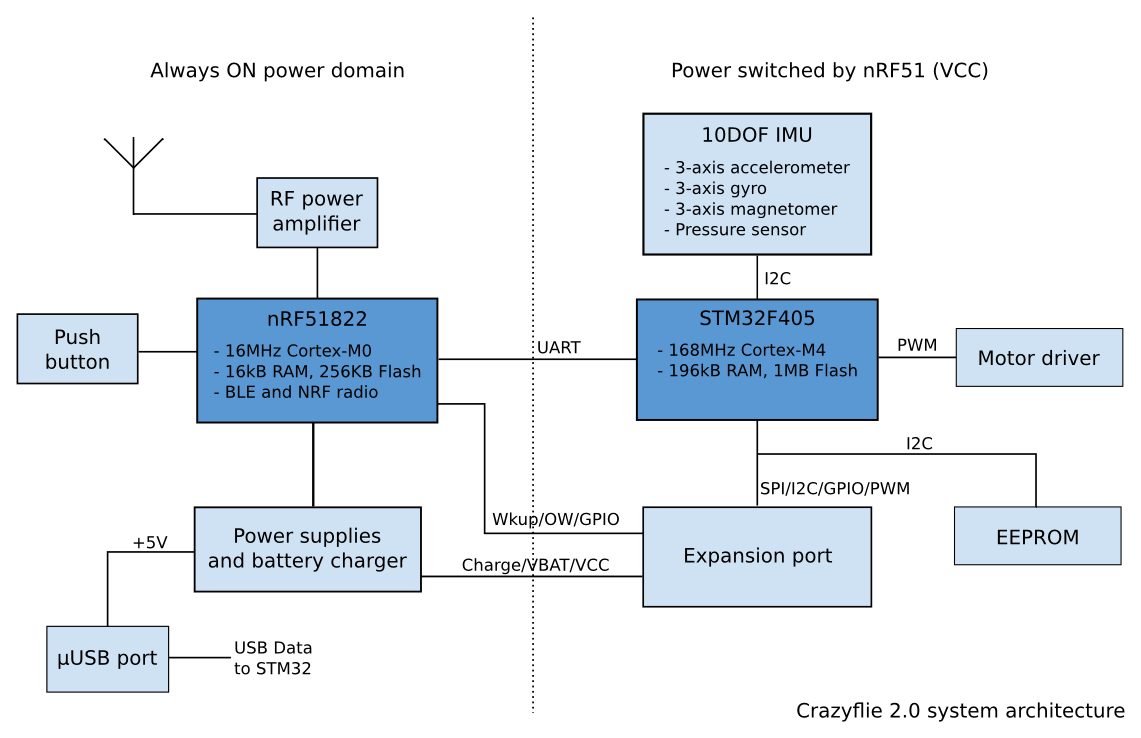 Always ON power domain
Power switched by nRF51 (VCC)
10DOF IMU
- 3-axis accelerometer
- 3-axis gyro
- 3-axis magnetomer
- Pressure sensor
RF power
amplifier
I2C
nRF51822
- 16MHz Cortex-M0
- 16kB RAM, 256KB Flash
- BLE and NRF radio
Push
button
UART
STM32F405
- 168MHz Cortex-M4
- 196kB RAM, 1MB Flash
PWM
Motor driver
I2C
SPI/I2C/GPIO/PWM
Wkup/OW/GPIO
Power supplies
and battery charger
+5V
Charge/VBAT/VCC
Expansion port
EEPROM
µUSB port
USB Data
to STM32
Crazyflie 2.0 system architecture